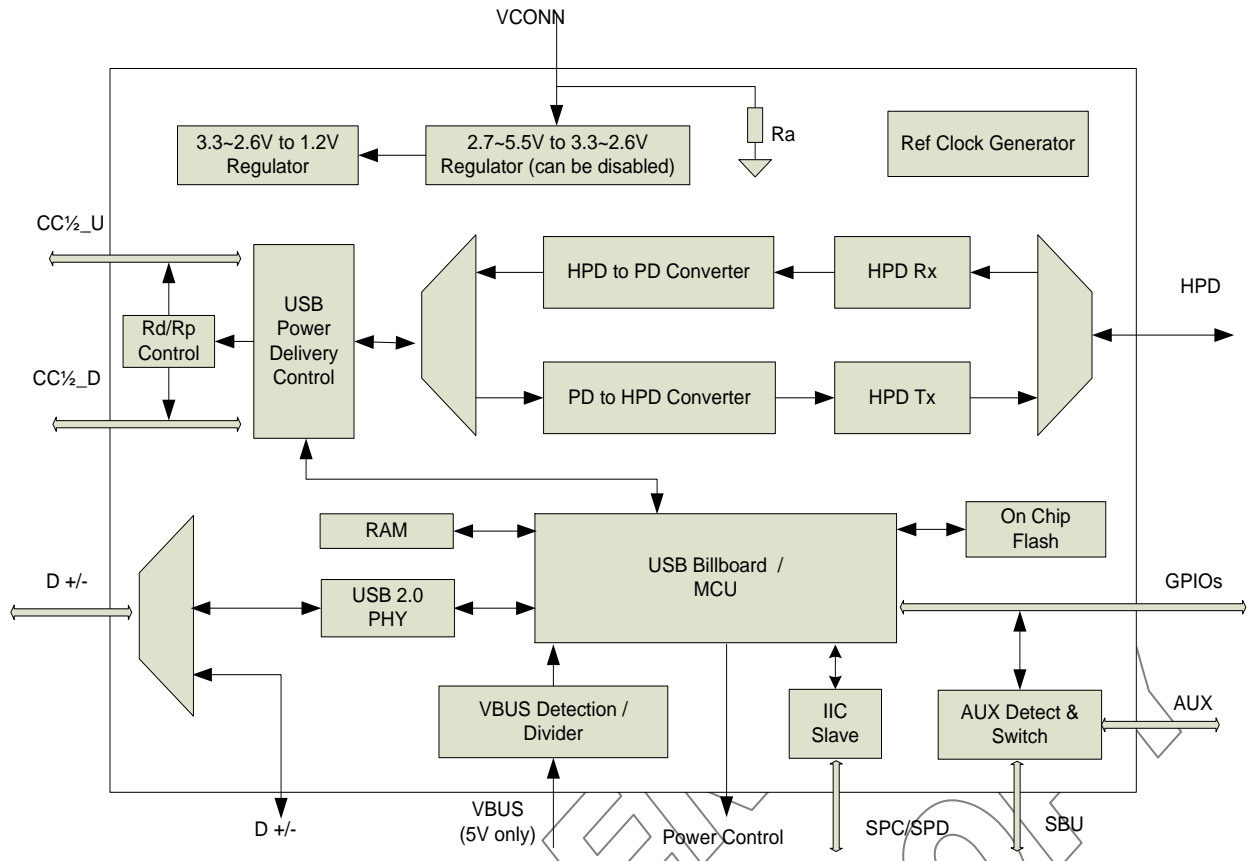 VCONN
3.3~2.6V to 1.2V
Regulator
2.7~5.5V to 3.3~2.6V
Regulator (can be disabled)
Ra
Ref Clock Generator
CC½_U
CC½_D
Rd/Rp
Control
USB
Power
Delivery
Control
HPD to PD Converter
HPD Rx
HPD
PD to HPD Converter
HPD Tx
RAM
USB Billboard /
MCU
On Chip
Flash
D +/-
USB 2.0
PHY
GPIOs
VBUS Detection /
Divider
IIC
Slave
AUX Detect &
Switch
AUX
D +/-
VBUS
(5V only)
Power Control
SPC/SPD
SBU